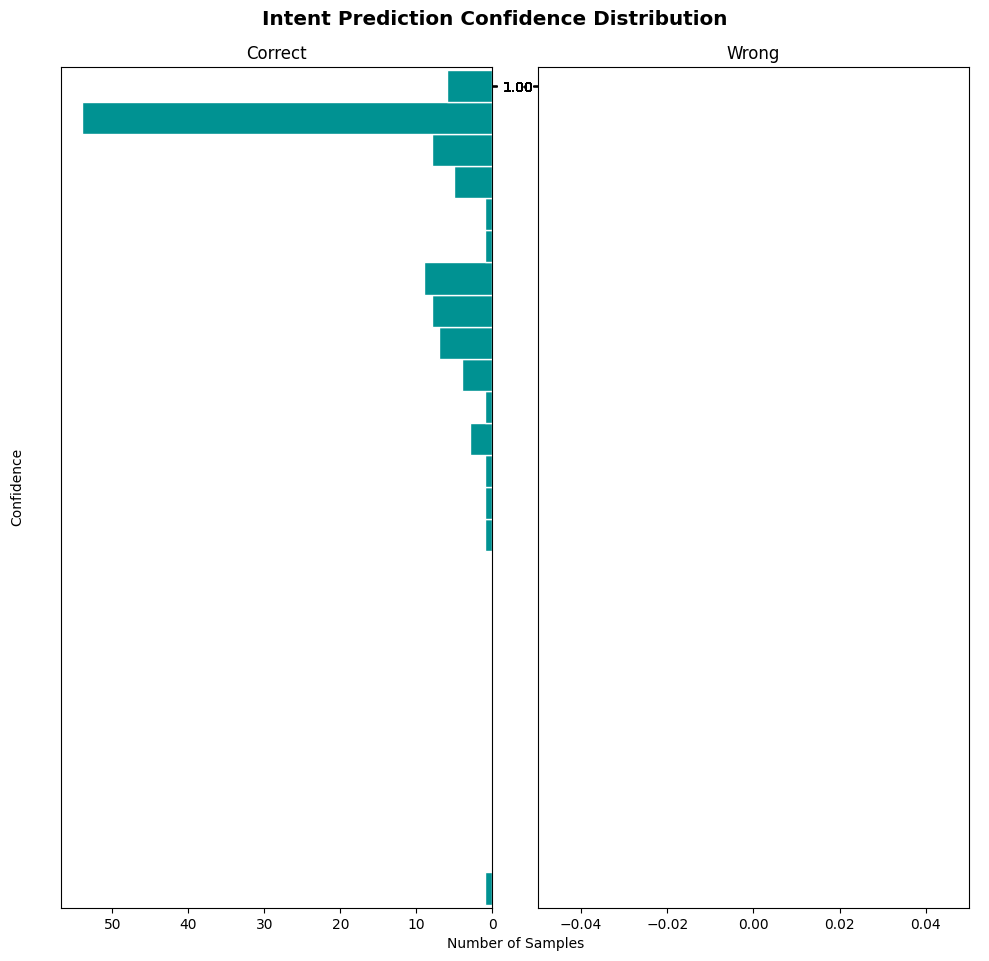 Intent Prediction Confidence Distribution
Correct
Wrong
1.00
Confidence
50 40 30 20 10 0
−0.04 −0.02 0.00 0.02 0.04
Number of Samples